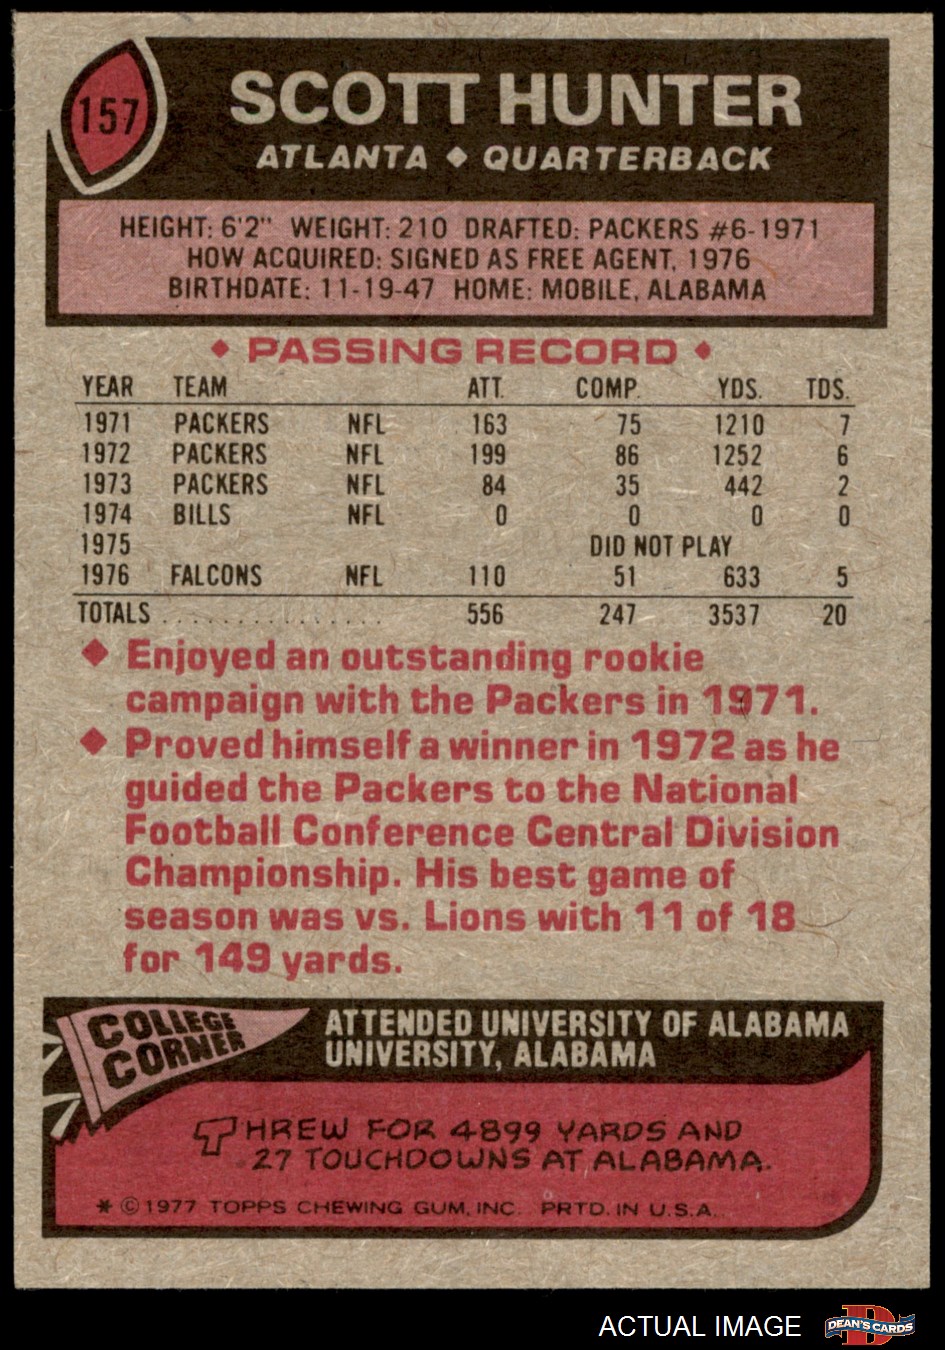 157
SCOTT HUNTER
ATLANTA ◆ QUARTERBACK
HEIGHT: 6'2" WEIGHT: 210 DRAFTED: PACKERS #6-1971
HOW ACQUIRED: SIGNED AS FREE AGENT, 1976
BIRTHDATE: 11-19-47 HOME: MOBILE, ALABAMA
◆ PASSING RECORD ◆
YEAR TEAM ATT. COMP. YDS. TDS.
1971 PACKERS NFL 163 75 1210 7
1972 PACKERS NFL 199 86 1252 6
1973 PACKERS NFL 84 35 442 2
1974 BILLS NFL 0 0 0 0
1975 DID NOT PLAY
1976 FALCONS NFL 110 51 633 5
TOTALS . . . . . . . . . . . . . . . 556 247 3537 20
◆ Enjoyed an outstanding rookie
campaign with the Packers in 1971.
◆ Proved himself a winner in 1972 as he
guided the Packers to the National
Football Conference Central Division
Championship. His best game of
season was vs. Lions with 11 of 18
for 149 yards.
COLLEGE
CORNER
ATTENDED UNIVERSITY OF ALABAMA
UNIVERSITY, ALABAMA
THREW FOR 4899 YARDS AND
27 TOUCHDOWNS AT ALABAMA.
* © 1977 TOPPS CHEWING GUM, INC. PRTD. IN U.S.A.
ACTUAL IMAGE
D
DEAN'S CARDS